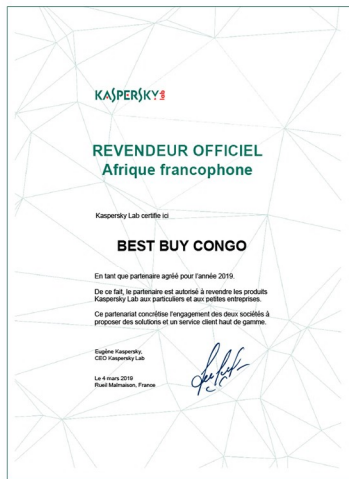 KASPERSKY lab
REVENDEUR OFFICIEL
Afrique francophone
Kaspersky Lab certifie ici
BEST BUY CONGO
En tant que partenaire agréé pour l'année 2019.
De ce fait, le partenaire est autorisé à revendre les produits
Kaspersky Lab aux particuliers et aux petites entreprises.
Ce partenariat concrétise l'engagement des deux sociétés à
proposer des solutions et un service client haut de gamme.
Eugène Kaspersky,
CEO Kaspersky Lab
Le 4 mars 2019
Rueil Malmaison, France